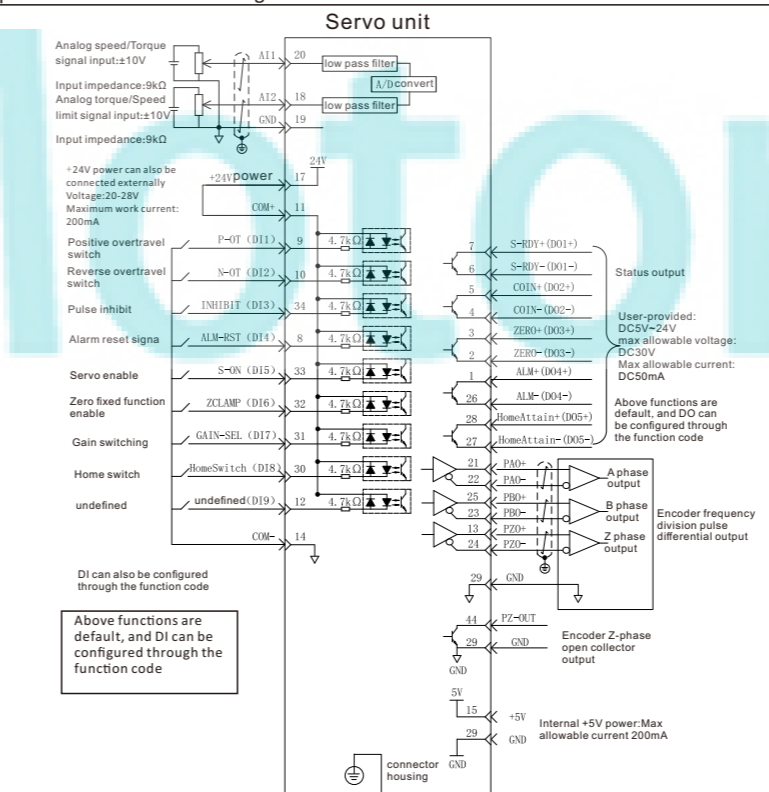 Servo unit
Analog speed/Torque
signal input:±10V
Input impedance:9kΩ
Analog torque/Speed
limit signal input:±10V
Input impedance:9kΩ
AI1 20
low pass filter
A/D convert
AI2 18
low pass filter
GND 19
+24V power can also be
connected externally
Voltage:20-28V
Maximum work current:
200mA
24V
+24Vpower 17
COM+ 11
Positive overtravel
switch
P-OT (DI1) 9 4.7kΩ
Reverse overtravel
switch
N-OT (DI2) 10 4.7kΩ
Pulse inhibit
INHIBIT (DI3) 34 4.7kΩ
Alarm reset signa
ALM-RST (DI4) 8 4.7kΩ
Servo enable
S-ON (DI5) 33 4.7kΩ
Zero fixed function
enable
ZCLAMP (DI6) 32 4.7kΩ
Gain switching
GAIN-SEL (DI7) 31 4.7kΩ
Home switch
HomeSwitch (DI8) 30 4.7kΩ
undefined
undefined(DI9) 12 4.7kΩ
COM- 14
DI can also be configured
through the function code
Above functions are
default, and DI can be
configured through the
function code
7 S-RDY+(DO1+)
6 S-RDY-(DO1-)
5 COIN+(DO2+)
4 COIN-(DO2-)
3 ZERO+(DO3+)
2 ZERO-(DO3-)
1 ALM+(DO4+)
26 ALM-(DO4-)
28 HomeAttain+(DO5+)
27 HomeAttain-(DO5-)
Status output
User-provided:
DC5V~24V
max allowable voltage:
DC30V
Max allowable current:
DC50mA
Above functions are
default, and DO can
be configured through
the function code
21 PAO+
22 PAO-
25 PBO+
23 PBO-
13 PZO+
24 PZO-
A phase
output
B phase
output
Z phase
output
Encoder frequency
division pulse
differential output
29 GND
44 PZ-OUT
29 GND
GND
Encoder Z-phase
open collector
output
5V
15 +5V
29 GND
GND
Internal +5V power:Max
allowable current 200mA
connector
housing